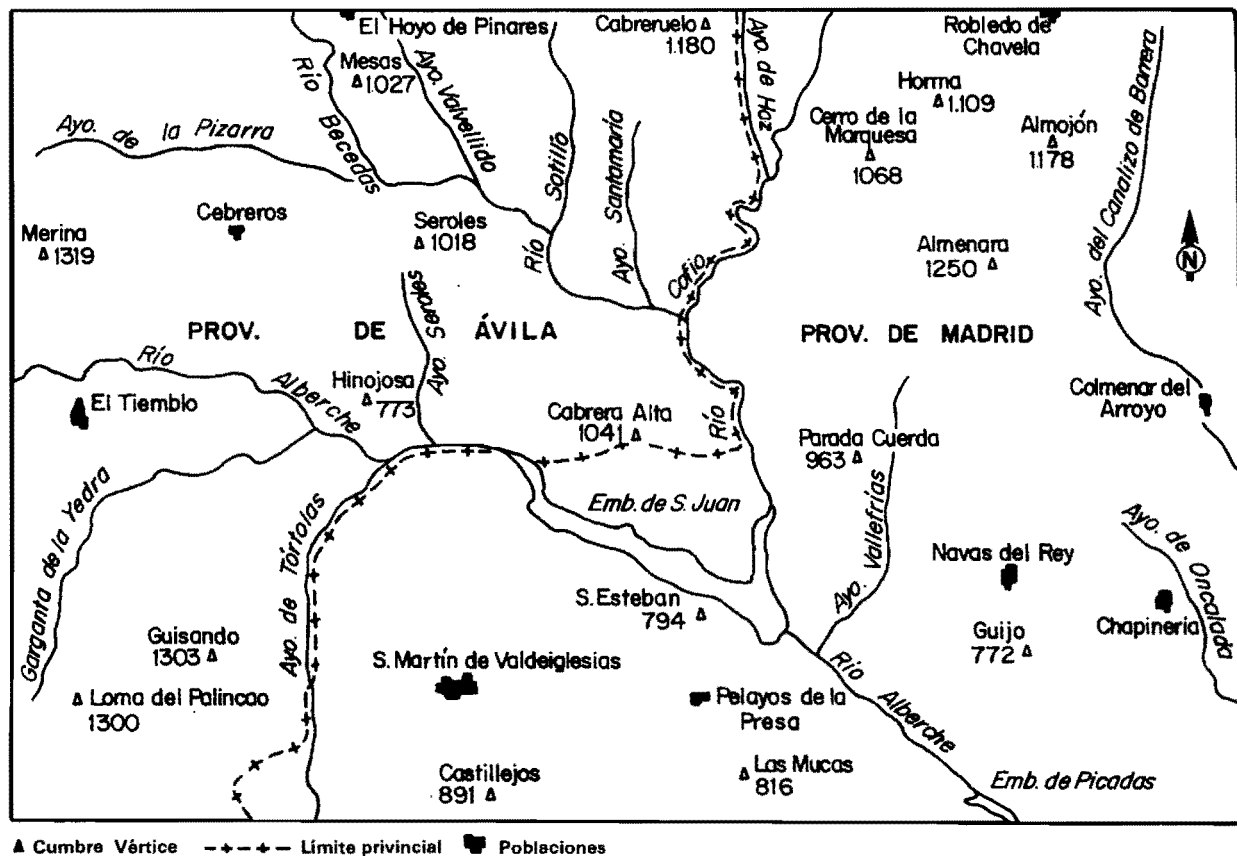 El Hoyo de Pinares
Cabreruelo
1.180
Robledo de
Chavela
Mesas
1.027
Río
Becedas
Ayo. Valvellido
Ayo. de Haz
Horma
1.109
Cerro de la
Marquesa
1068
Almojón
1.178
Ayo. de la Pizarra
Sotillo
Ayo. Santamaría
Ayo. del Canalizo de Barrera
Cebreros
Merina
1319
Seroles
1018
Río
Cofio
Almenara
1250
N
Ayo. Seroles
PROV. DE ÁVILA
PROV. DE MADRID
Río
Alberche
El Tiemblo
Hinojosa
773
Cabrera Alta
1041
Río
Parada Cuerda
963
Colmenar del
Arroyo
Garganta de la Yedra
Ayo. de Tórtolas
Emb. de S. Juan
Ayo. Vallefrías
Ayo. de Oncalada
Navas del Rey
S. Esteban
794
Guijo
772
Chapineria
Guisando
1303
S. Martín de Valdeiglesias
Loma del Palincao
1300
Pelayos de la
Presa
Río
Alberche
Castillejos
891
Las Mucas
816
Emb. de Picadas
Cumbre Vértice
Límite privincial
Poblaciones